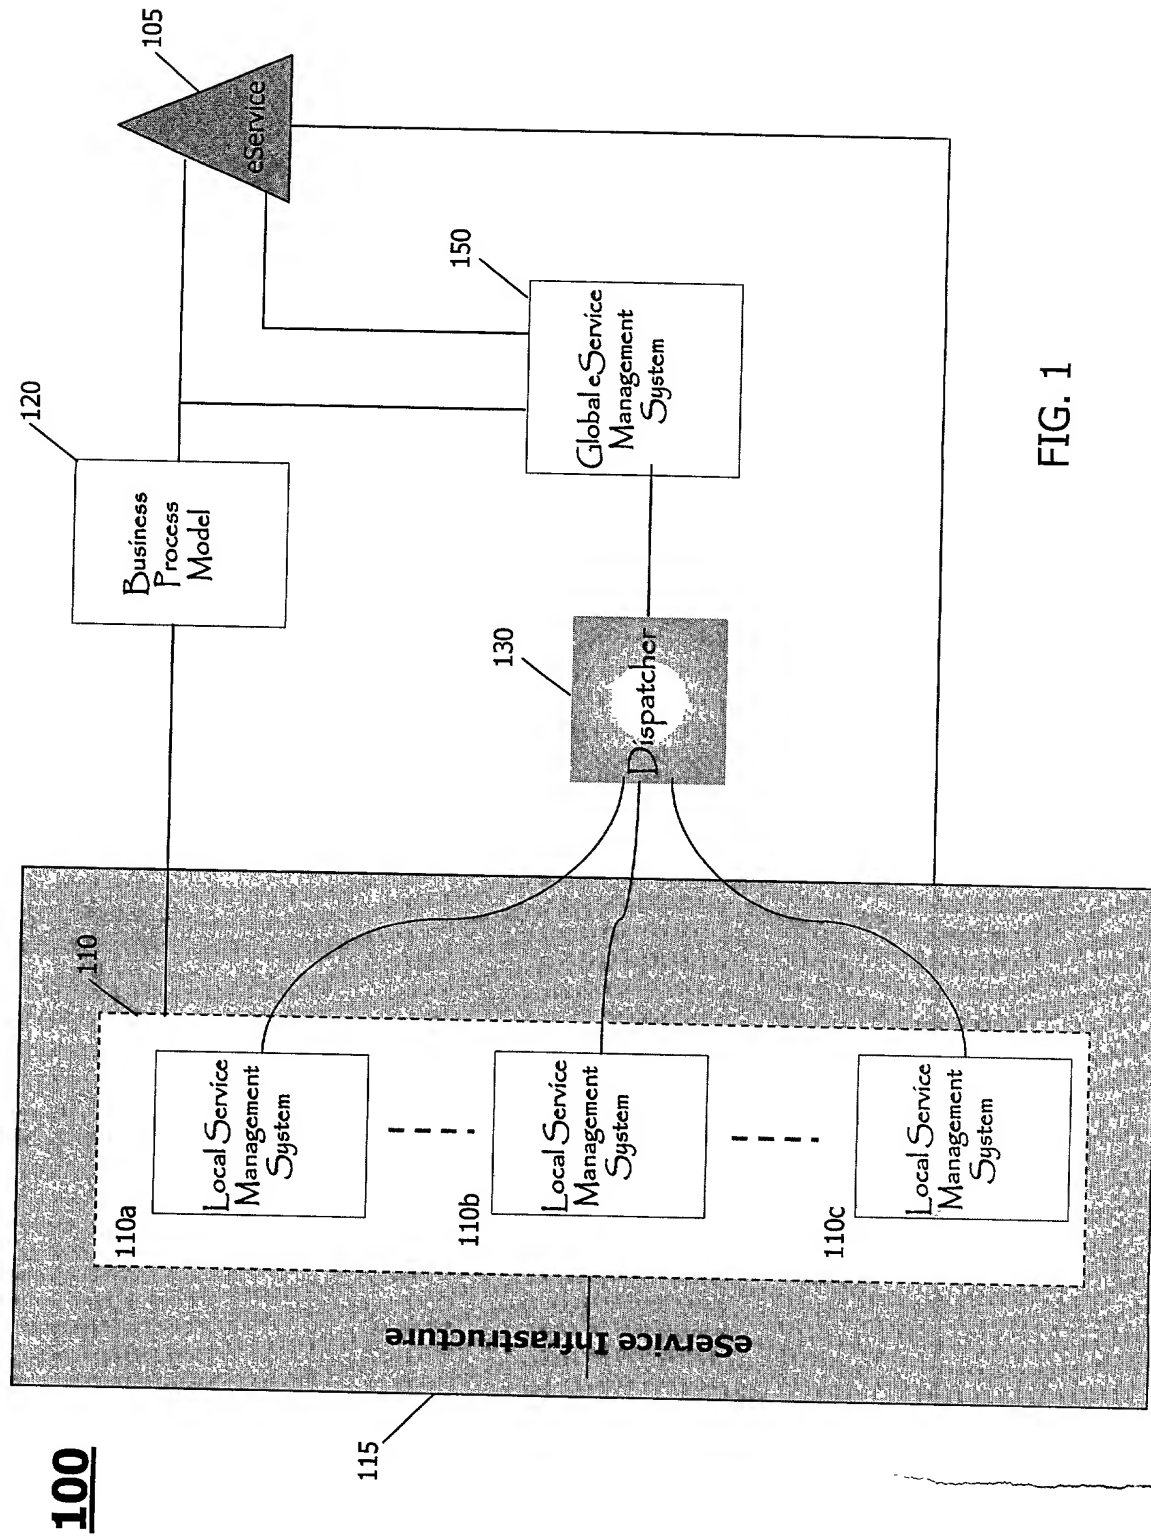 100
115
eService Infrastructure
110
110a
Local Service
Management
System
110b
Local Service
Management
System
110c
Local Service
Management
System
120
Business
Process
Model
130
Dispatcher
150
Global eService
Management
System
105
eService
FIG. 1